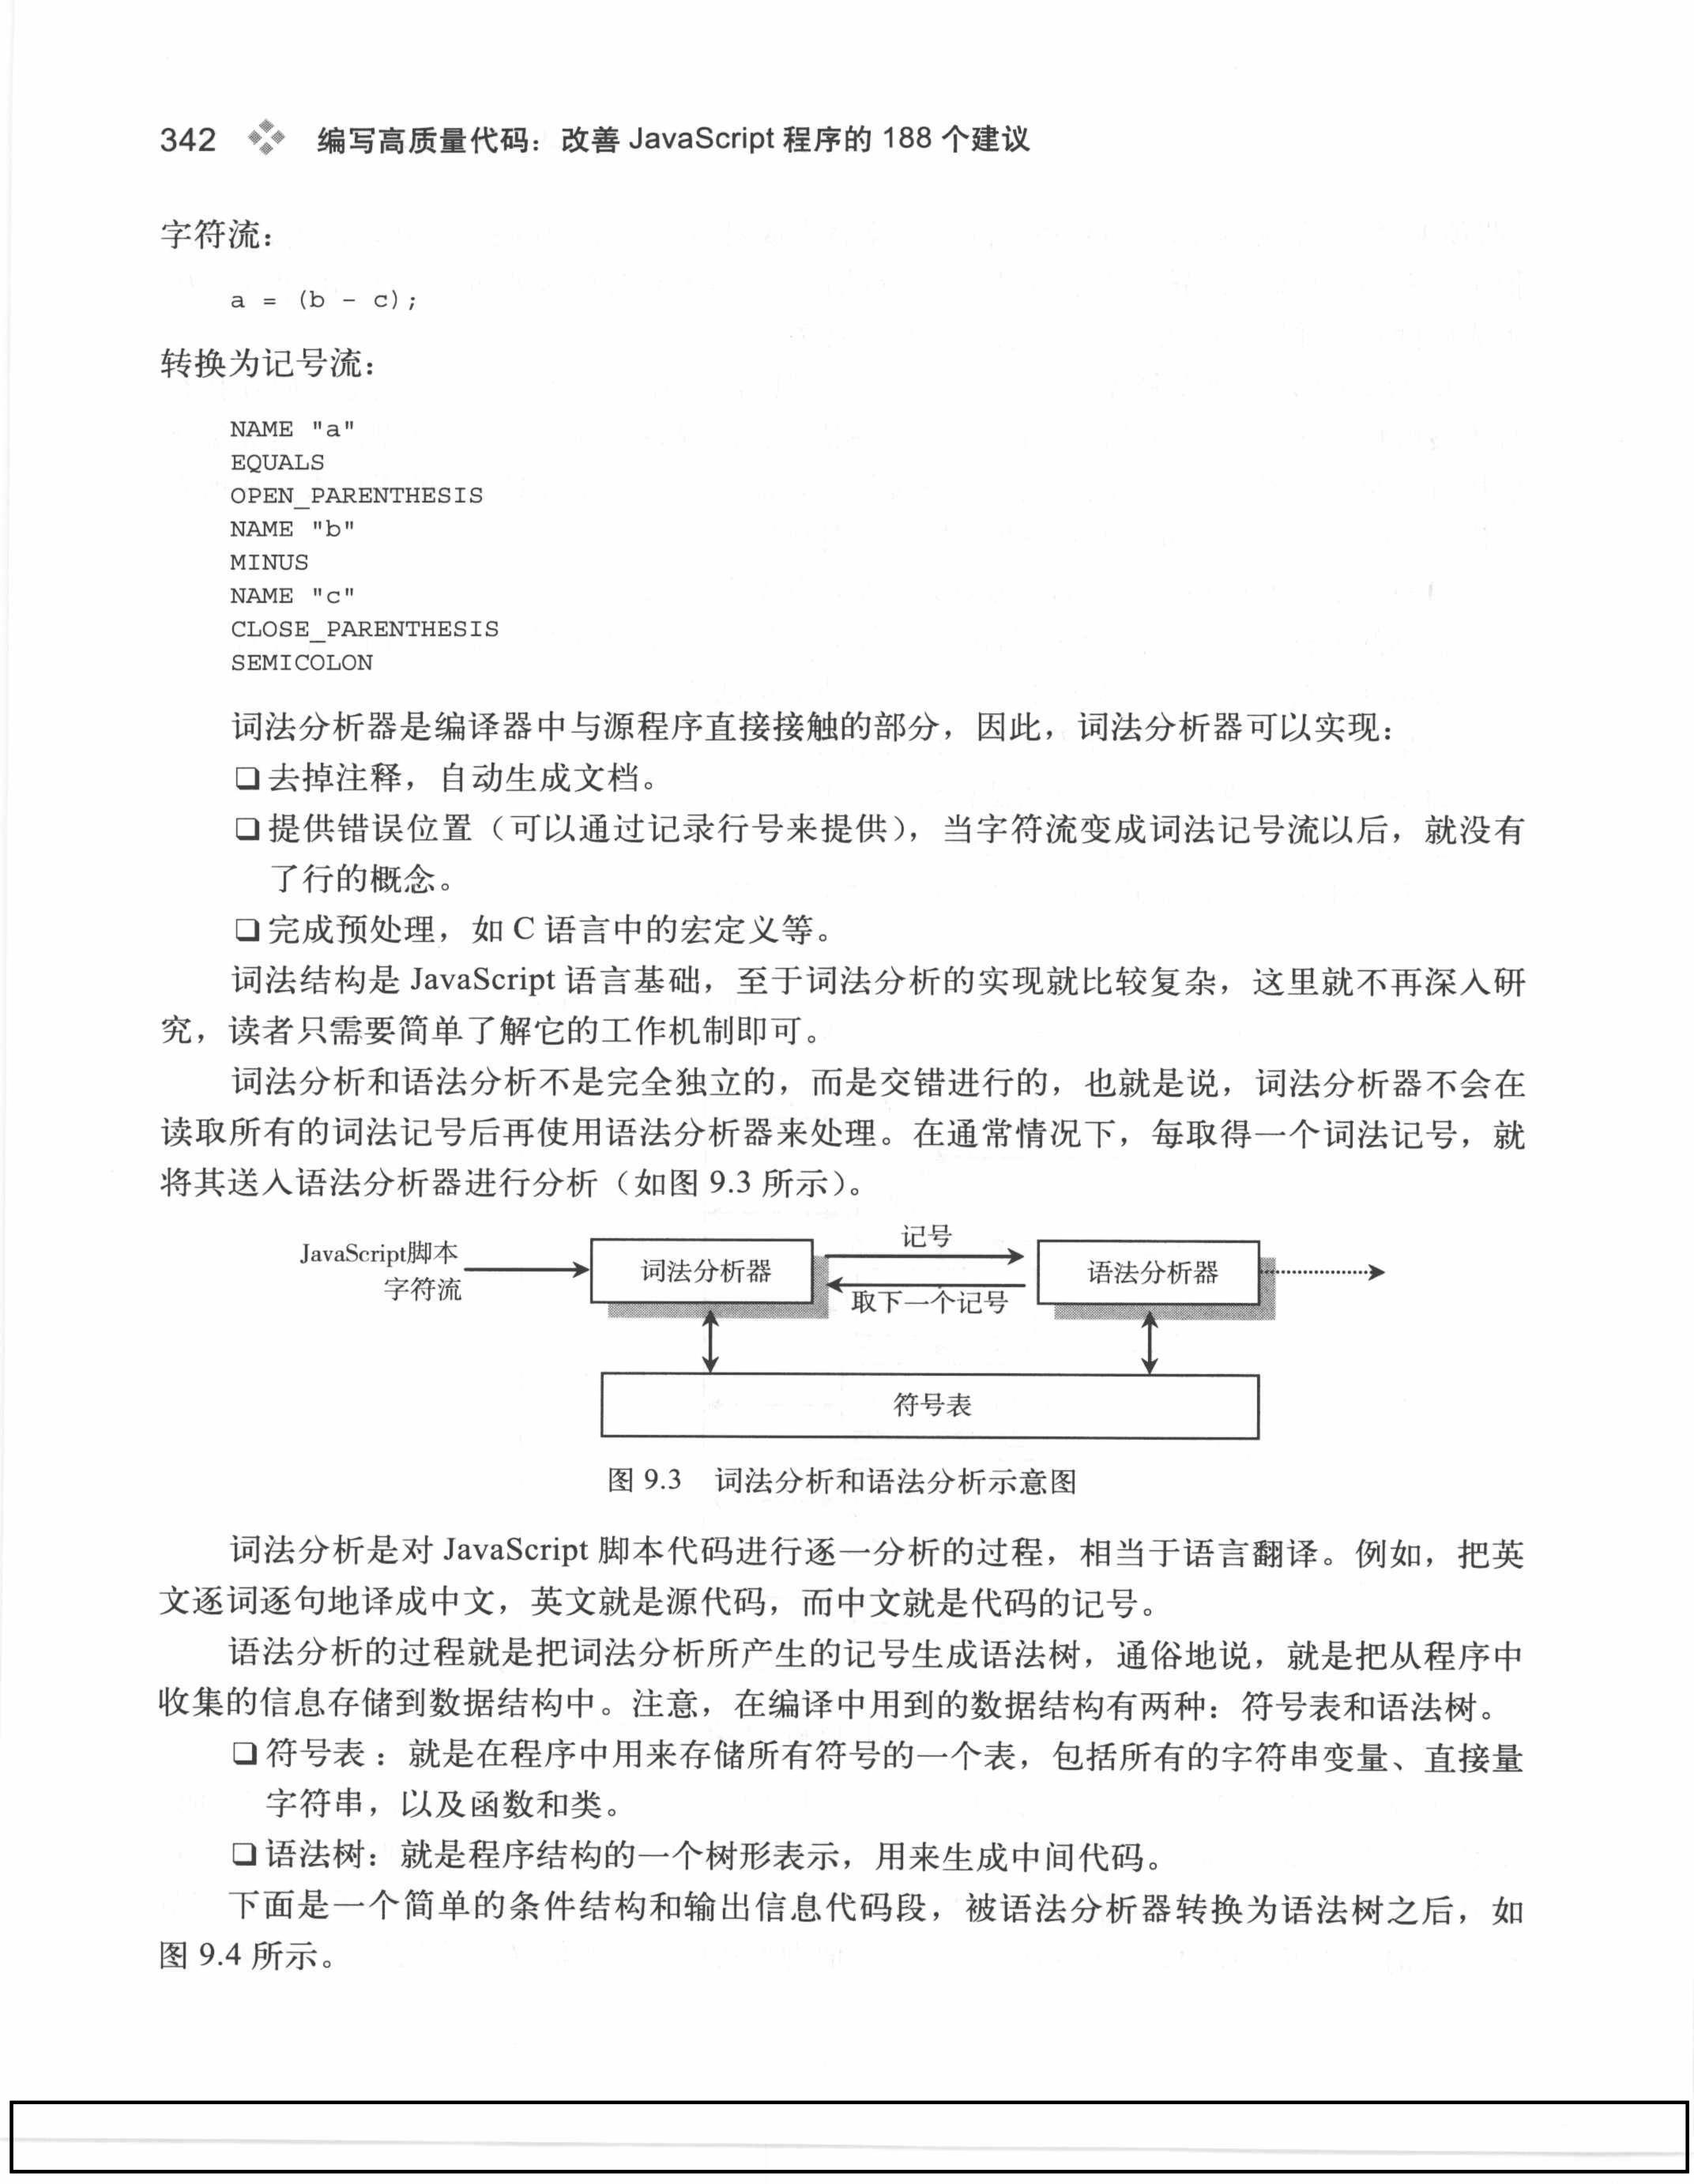 342 编写高质量代码：改善 JavaScript 程序的 188 个建议
字符流：
a = (b - c);
转换为记号流：
NAME "a"
EQUALS
OPEN_PARENTHESIS
NAME "b"
MINUS
NAME "c"
CLOSE_PARENTHESIS
SEMICOLON
词法分析器是编译器中与源程序直接接触的部分，因此，词法分析器可以实现：
❑ 去掉注释，自动生成文档。
❑ 提供错误位置（可以通过记录行号来提供），当字符流变成词法记号流以后，就没有
了行的概念。
❑ 完成预处理，如 C 语言中的宏定义等。
词法结构是 JavaScript 语言基础，至于词法分析的实现就比较复杂，这里就不再深入研
究，读者只需要简单了解它的工作机制即可。
词法分析和语法分析不是完全独立的，而是交错进行的，也就是说，词法分析器不会在
读取所有的词法记号后再使用语法分析器来处理。在通常情况下，每取得一个词法记号，就
将其送入语法分析器进行分析（如图 9.3 所示）。
JavaScript脚本
字符流
词法分析器
记号
取下一个记号
语法分析器
符号表
图 9.3 词法分析和语法分析示意图
词法分析是对 JavaScript 脚本代码进行逐一分析的过程，相当于语言翻译。例如，把英
文逐词逐句地译成中文，英文就是源代码，而中文就是代码的记号。
语法分析的过程就是把词法分析所产生的记号生成语法树，通俗地说，就是把从程序中
收集的信息存储到数据结构中。注意，在编译中用到的数据结构有两种：符号表和语法树。
❑ 符号表：就是在程序中用来存储所有符号的一个表，包括所有的字符串变量、直接量
字符串，以及函数和类。
❑ 语法树：就是程序结构的一个树形表示，用来生成中间代码。
下面是一个简单的条件结构和输出信息代码段，被语法分析器转换为语法树之后，如
图 9.4 所示。